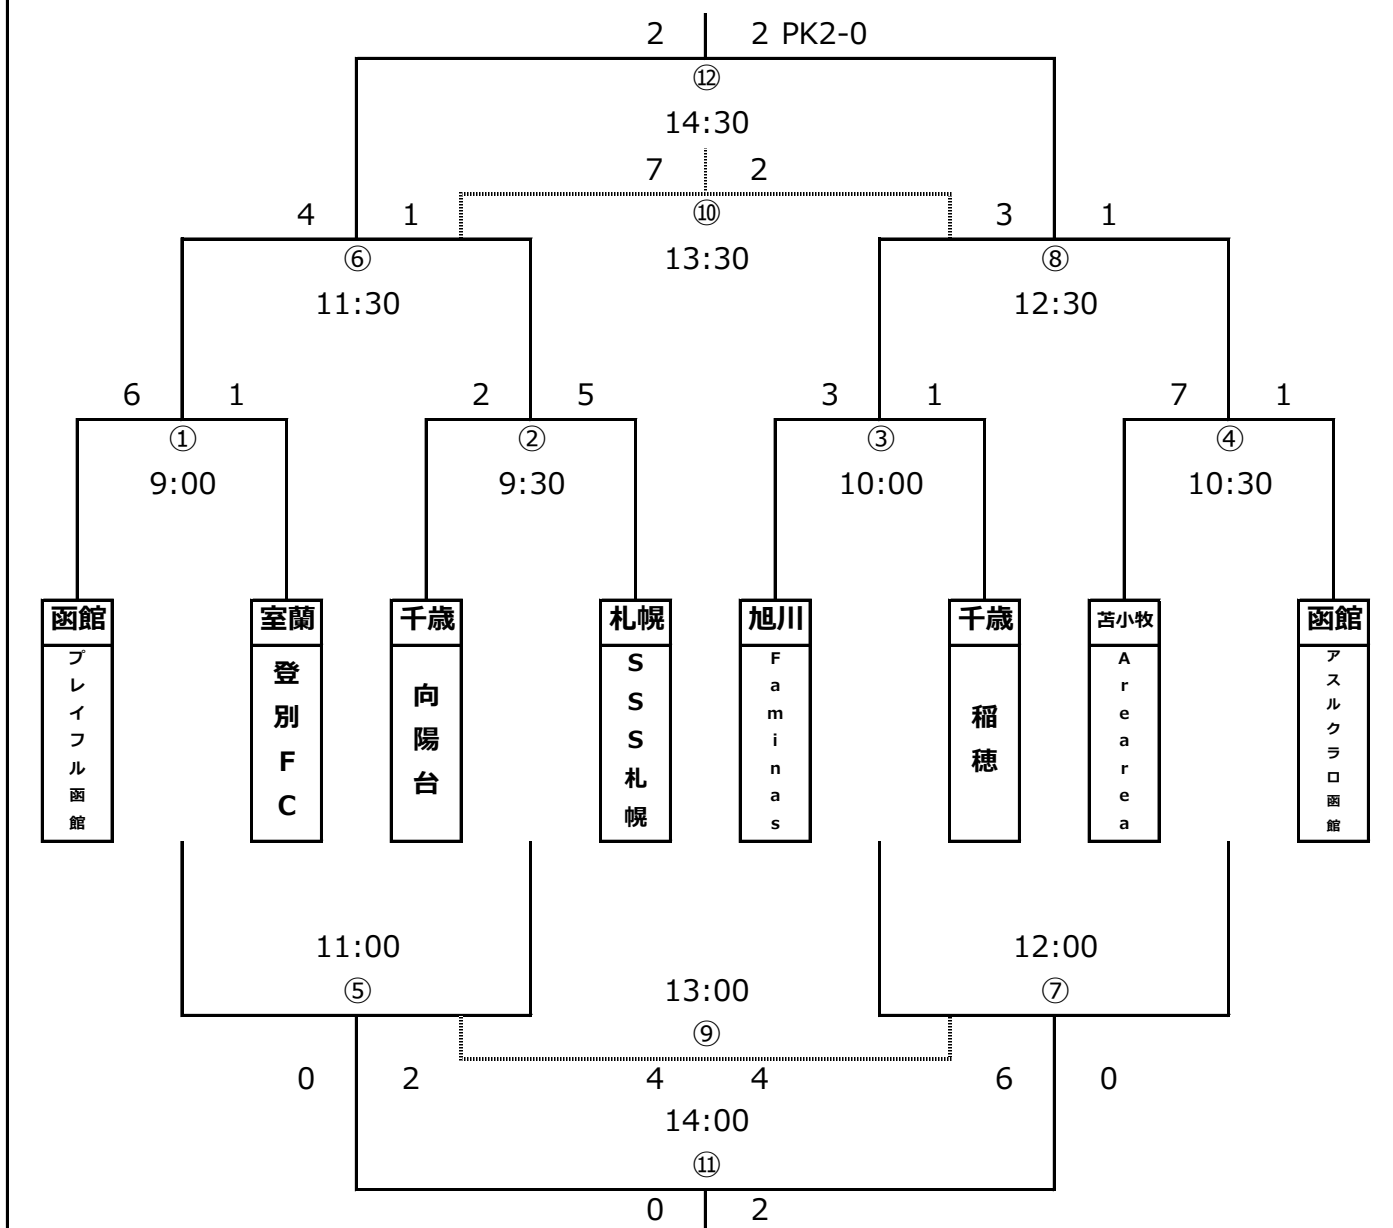 2 2 PK2-0
⑫
14:30
7 2
4 1 ⑩ 3 1
⑥ 13:30 ⑧
11:30 12:30
6 1 2 5 3 1 7 1
① ② ③ ④
9:00 9:30 10:00 10:30
函館 室蘭 千歳 札幌 旭川 千歳 苫小牧 函館
プレイフル函館
登別FC
向陽台
SSS札幌
Faminas
稲穂
Arearea
アスルクラロ函館
11:00 12:00
⑤ 13:00 ⑦
⑨
0 2 4 4 6 0
14:00
⑪
0 2